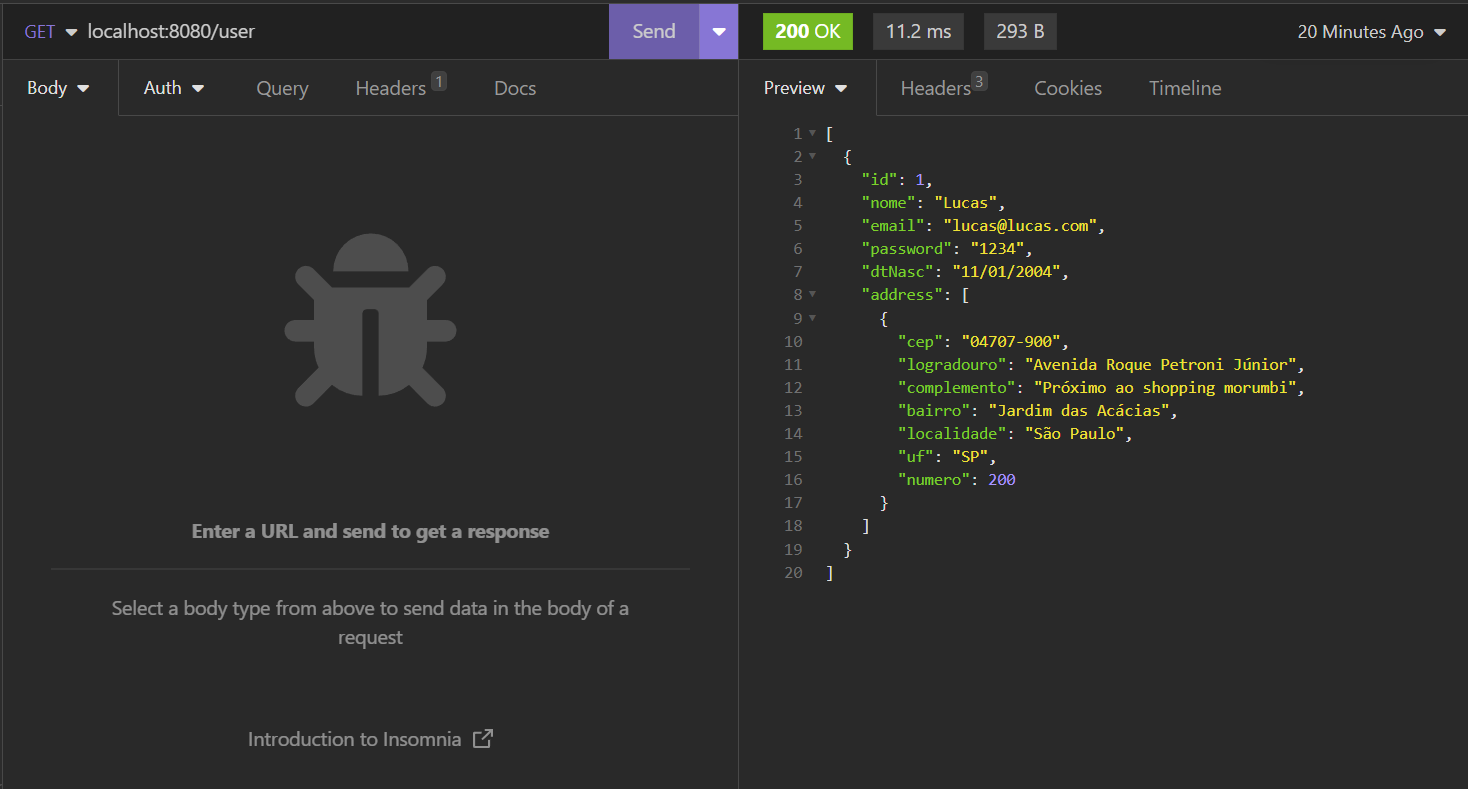 GET localhost:8080/user Send
200 OK 11.2 ms 293 B 20 Minutes Ago
Body Auth Query Headers 1 Docs
Preview Headers 3 Cookies Timeline
Enter a URL and send to get a response
Select a body type from above to send data in the body of a
request
Introduction to Insomnia
1 [
2 {
3 "id": 1,
4 "nome": "Lucas",
5 "email": "lucas@lucas.com",
6 "password": "1234",
7 "dtNasc": "11/01/2004",
8 "address": [
9 {
10 "cep": "04707-900",
11 "logradouro": "Avenida Roque Petroni Júnior",
12 "complemento": "Próximo ao shopping morumbi",
13 "bairro": "Jardim das Acácias",
14 "localidade": "São Paulo",
15 "uf": "SP",
16 "numero": 200
17 }
18 ]
19 }
20 ]